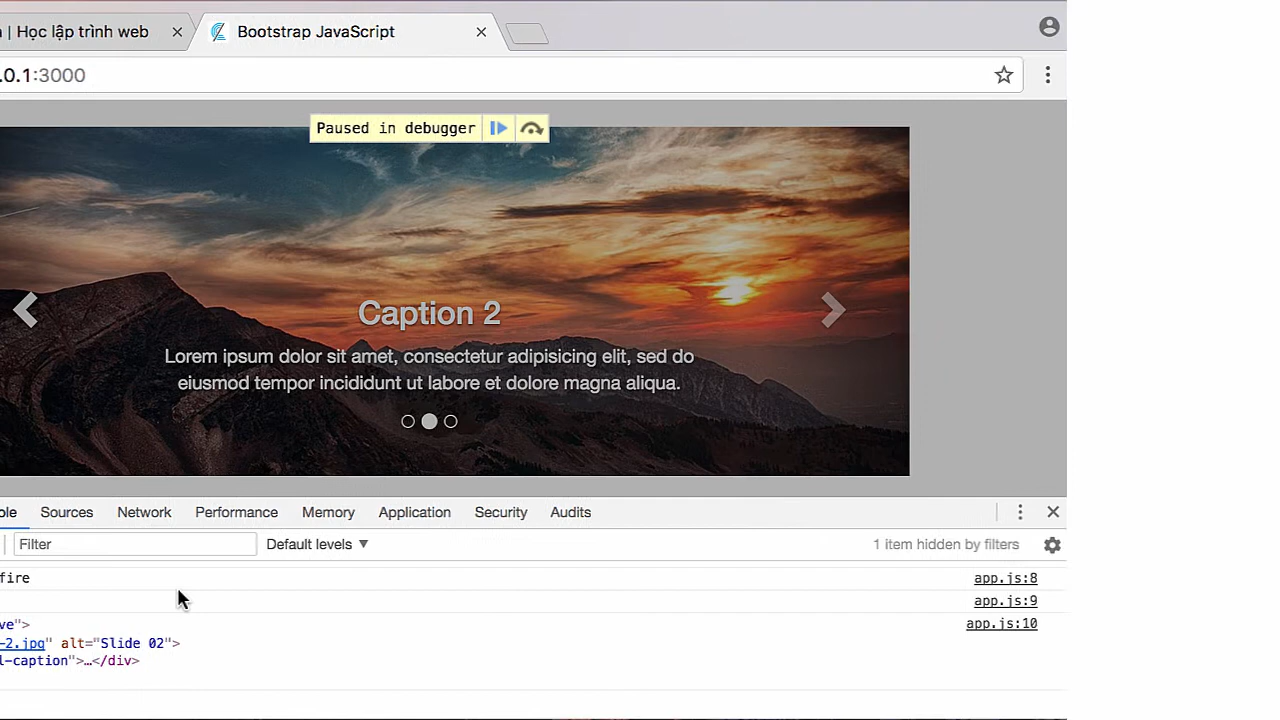 | Học lập trình web
Bootstrap JavaScript
.0.1:3000
Paused in debugger
Caption 2
Lorem ipsum dolor sit amet, consectetur adipisicing elit, sed do
eiusmod tempor incididunt ut labore et dolore magna aliqua.
Sources Network Performance Memory Application Security Audits
Filter Default levels ▼ 1 item hidden by filters
fire app.js:8
app.js:9
ve"> app.js:10
-2.jpg" alt="Slide 02">
l-caption">…</div>